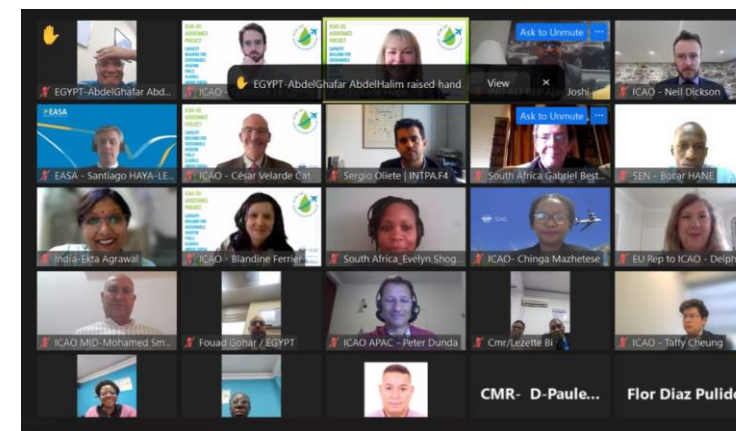 Ask to Unmute ...
EGYPT-AbdelGhafar AbdelHalim raised hand View ×
EGYPT-AbdelGhafar Abd...
ICAO
Joshi
ICAO - Neil Dickson
EASA
Ask to Unmute ...
EASA - Santiago HAYA-LE...
ICAO - César Velarde Cat
Sergio Oliete | INTPA.F4
South Africa Gabriel Best...
SEN - Bocar HANE
ICAO
India-Ekta Agrawal
ICAO - Blandine Ferrier
South Africa_Evelyn Shog...
ICAO- Chinga Mazhetese
EU Rep to ICAO - Delph
ICAO MID-Mohamed Sm...
Fouad Gohar / EGYPT
ICAO APAC - Peter Dunda
Cmr/Lezette Bi
ICAO - Taffy Cheung
CMR- D-Paule...
Flor Diaz Pulido